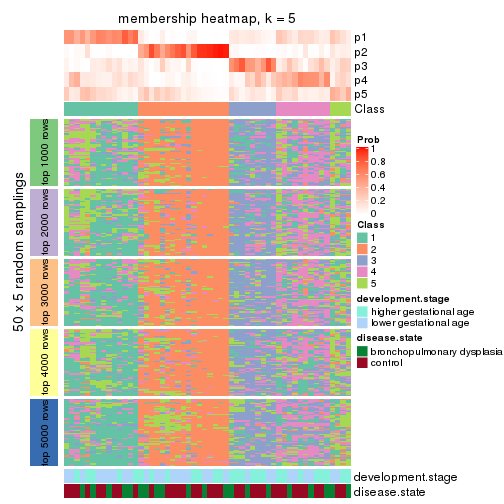 membership heatmap, k = 5
p1
p2
p3
p4
p5
Class
50 x 5 random samplings
top 1000 rows
top 2000 rows
top 3000 rows
top 4000 rows
top 5000 rows
Prob
1
0.8
0.6
0.4
0.2
0
Class
1
2
3
4
5
development.stage
higher gestational age
lower gestational age
disease.state
bronchopulmonary dysplasia
control
development.stage
disease.state